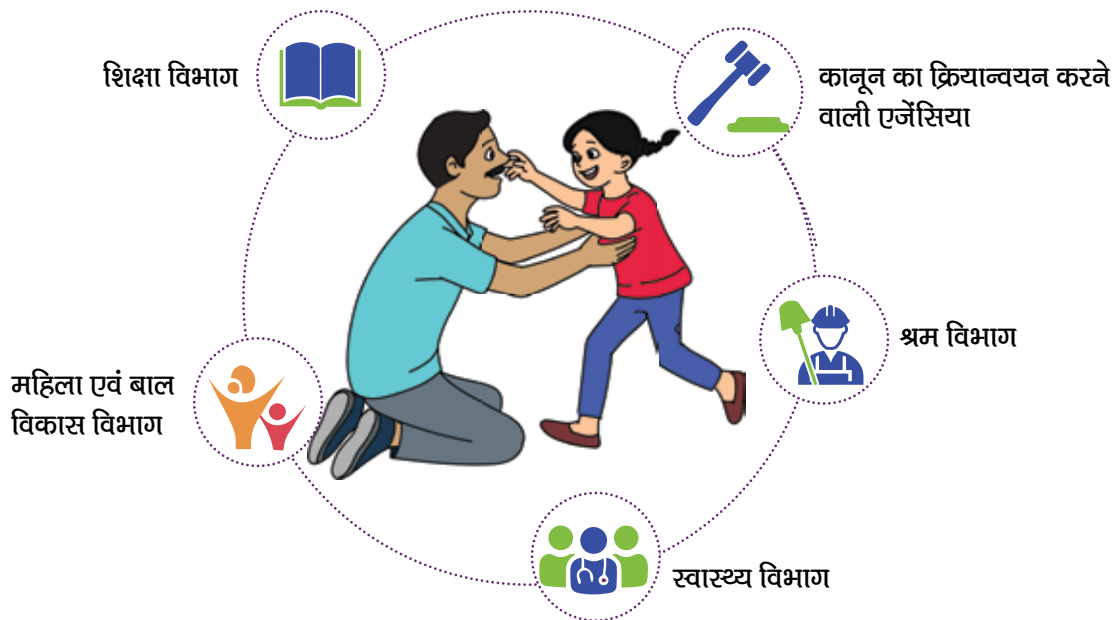 शिक्षा विभाग
कानून का क्रियान्वयन करने
वाली एजेंसिया
श्रम विभाग
महिला एवं बाल
विकास विभाग
स्वास्थ्य विभाग